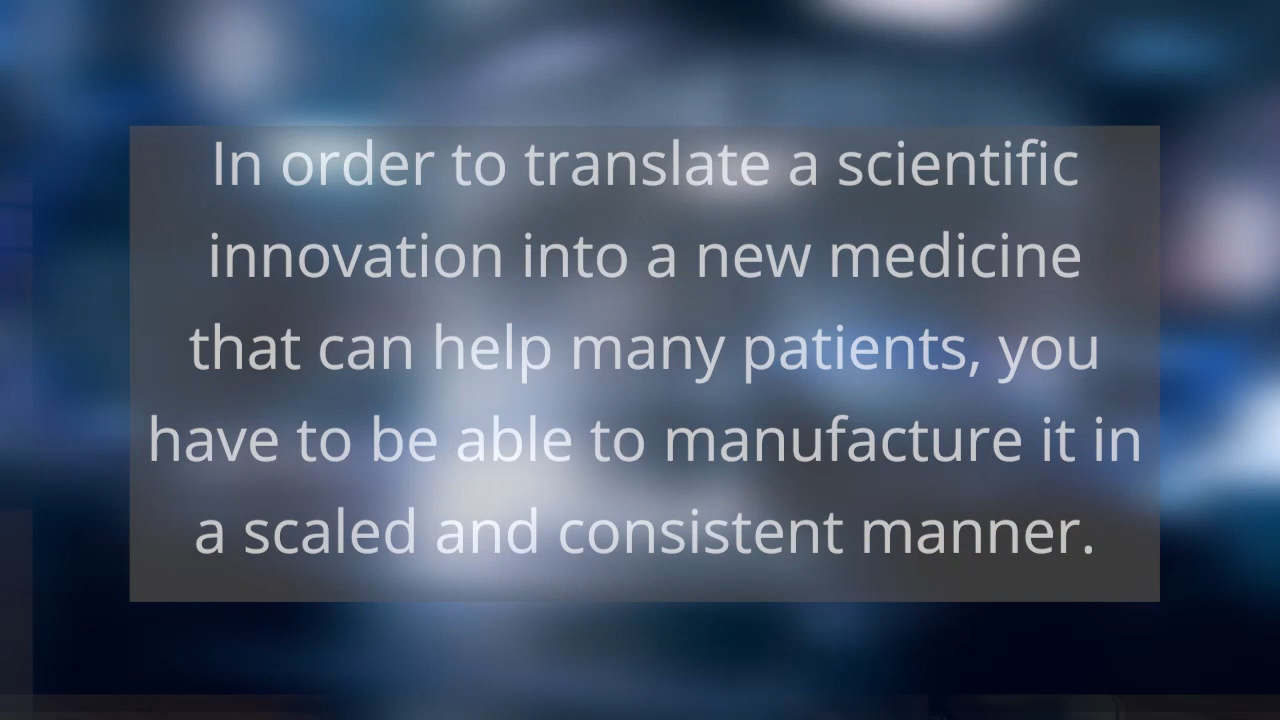 In order to translate a scientific
innovation into a new medicine
that can help many patients, you
have to be able to manufacture it in
a scaled and consistent manner.